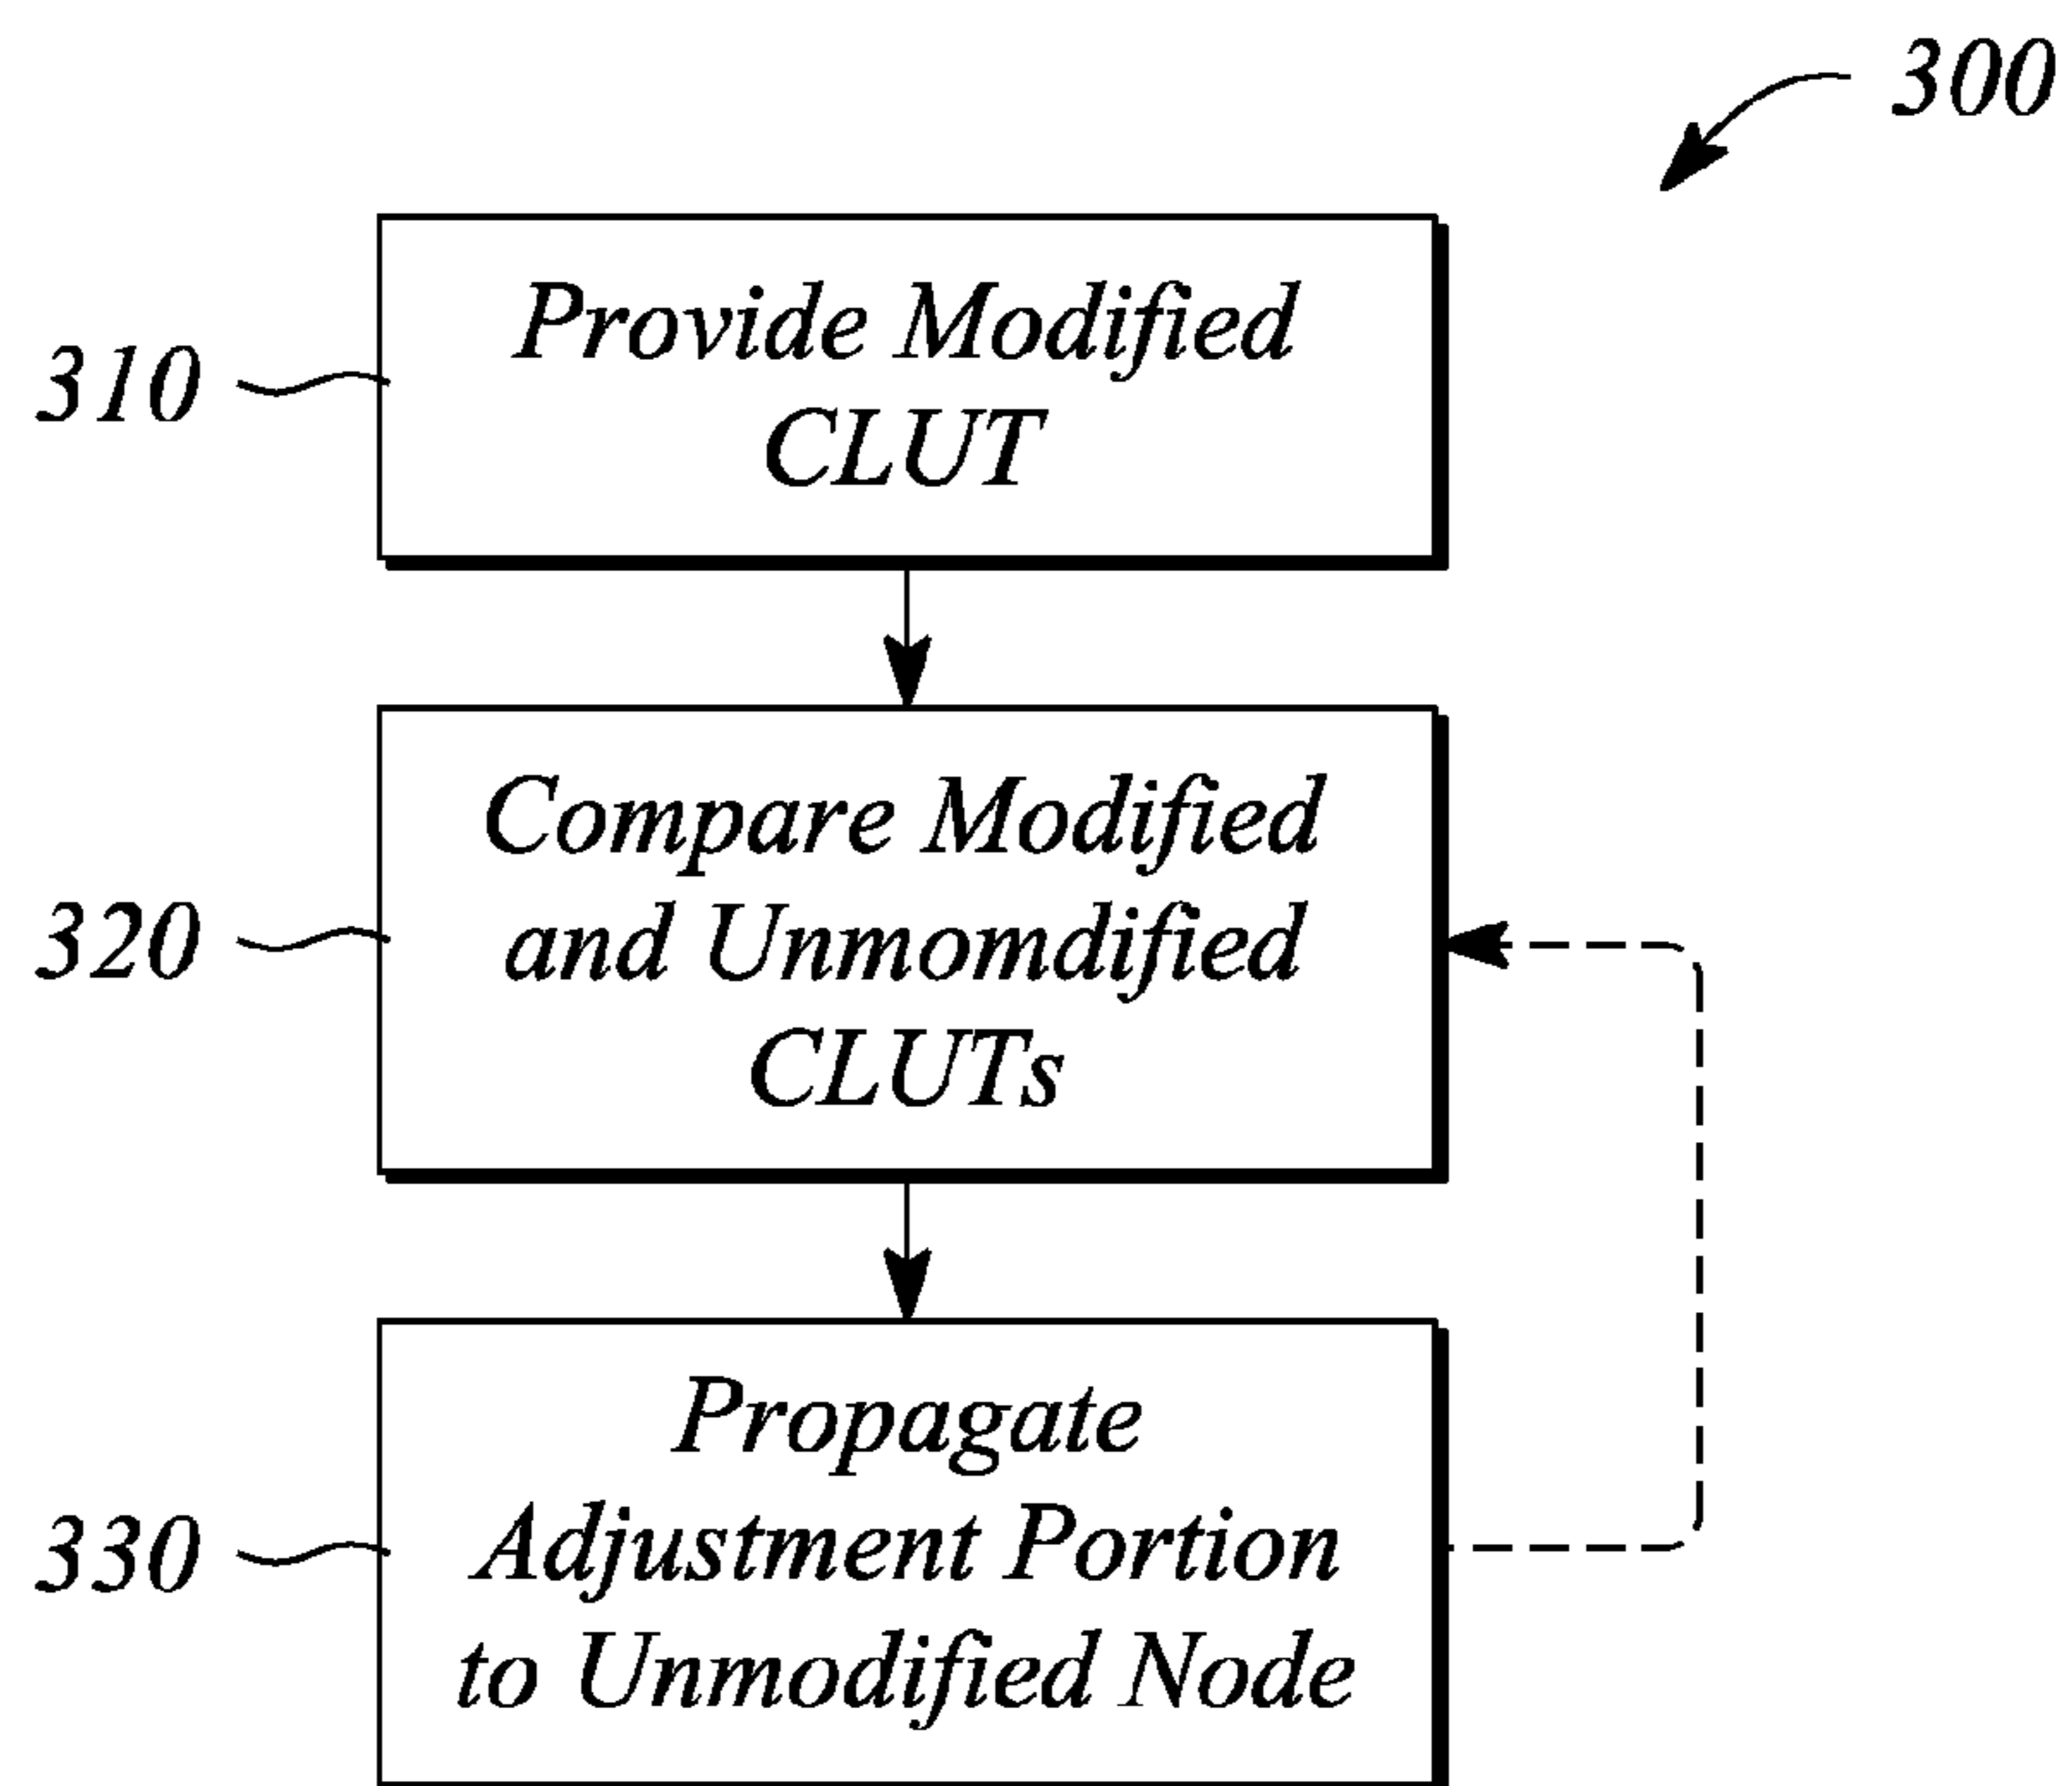 300
310
Provide Modified
CLUT
320
Compare Modified
and Unmomdified
CLUTs
330
Propagate
Adjustment Portion
to Unmodified Node